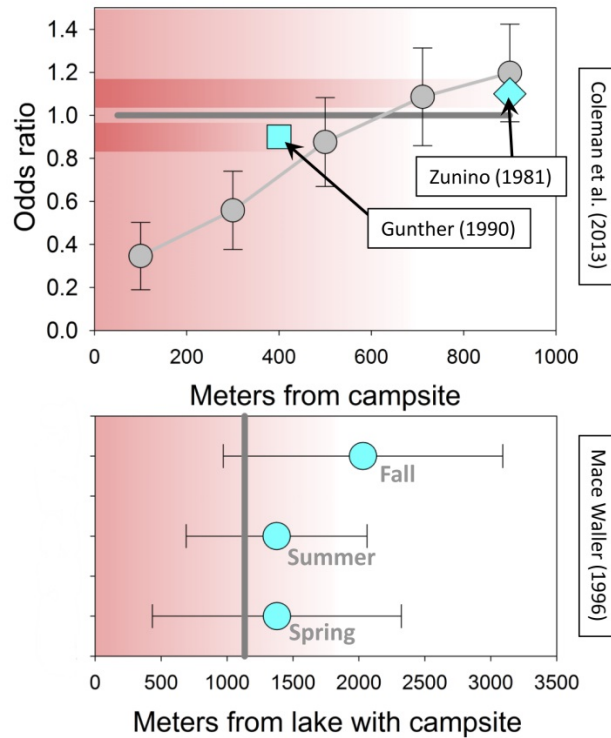 1.4
1.2
1.0
0.8
0.6
0.4
0.2
0.0
Odds ratio
Zunino (1981)
Gunther (1990)
Coleman et al. (2013)
0 200 400 600 800 1000
Meters from campsite
Fall
Summer
Spring
Mace Waller (1996)
0 500 1000 1500 2000 2500 3000 3500
Meters from lake with campsite